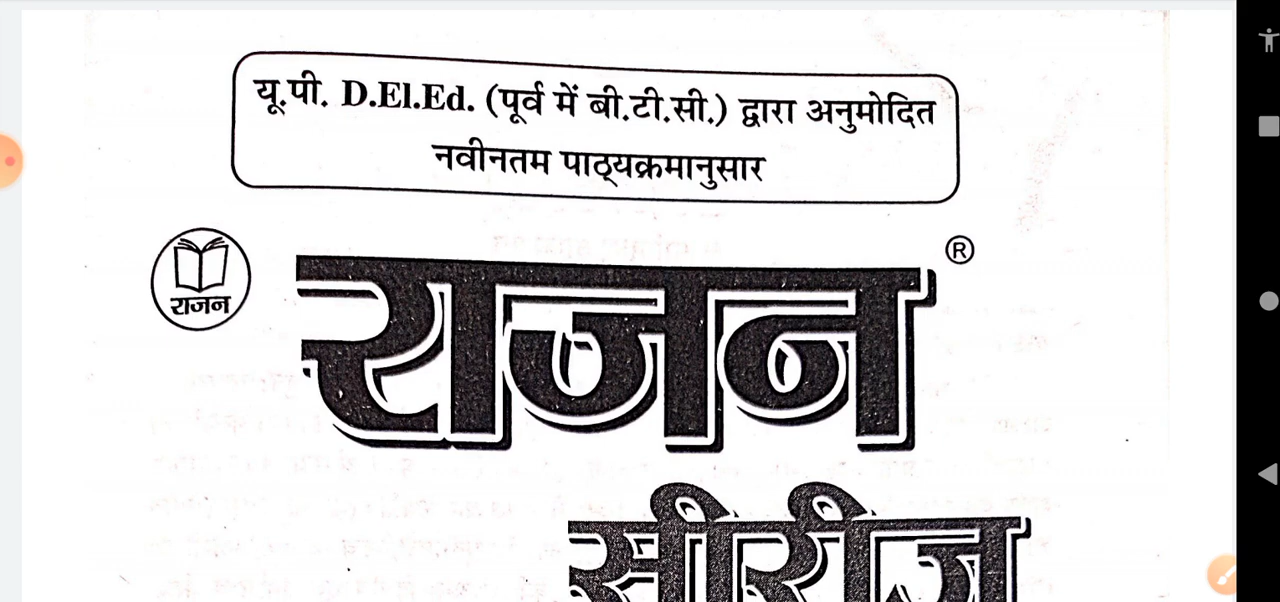 यू.पी. D.El.Ed. (पूर्व में बी.टी.सी.) द्वारा अनुमोदित
नवीनतम पाठ्यक्रमानुसार
राजन
राजन ®
सीरीज